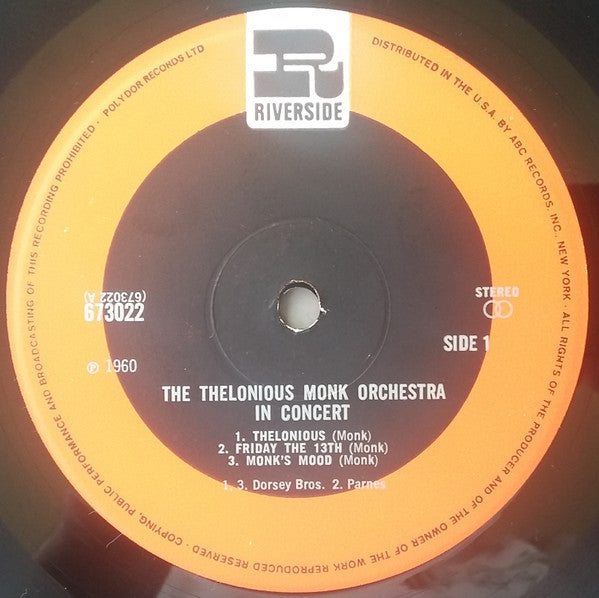 R
RIVERSIDE
COPYING, PUBLIC PERFORMANCE AND BROADCASTING OF THIS RECORDING PROHIBITED · POLYDOR RECORDS LTD
DISTRIBUTED IN THE U.S.A. BY ABC RECORDS, INC., NEW YORK · ALL RIGHTS OF THE PRODUCER AND OF THE OWNER OF THE WORK REPRODUCED RESERVED
(673022 A)
673022
STEREO
SIDE 1
℗ 1960
THE THELONIOUS MONK ORCHESTRA
IN CONCERT
1. THELONIOUS (Monk)
2. FRIDAY THE 13TH (Monk)
3. MONK'S MOOD (Monk)
1. 3. Dorsey Bros. 2. Parnes